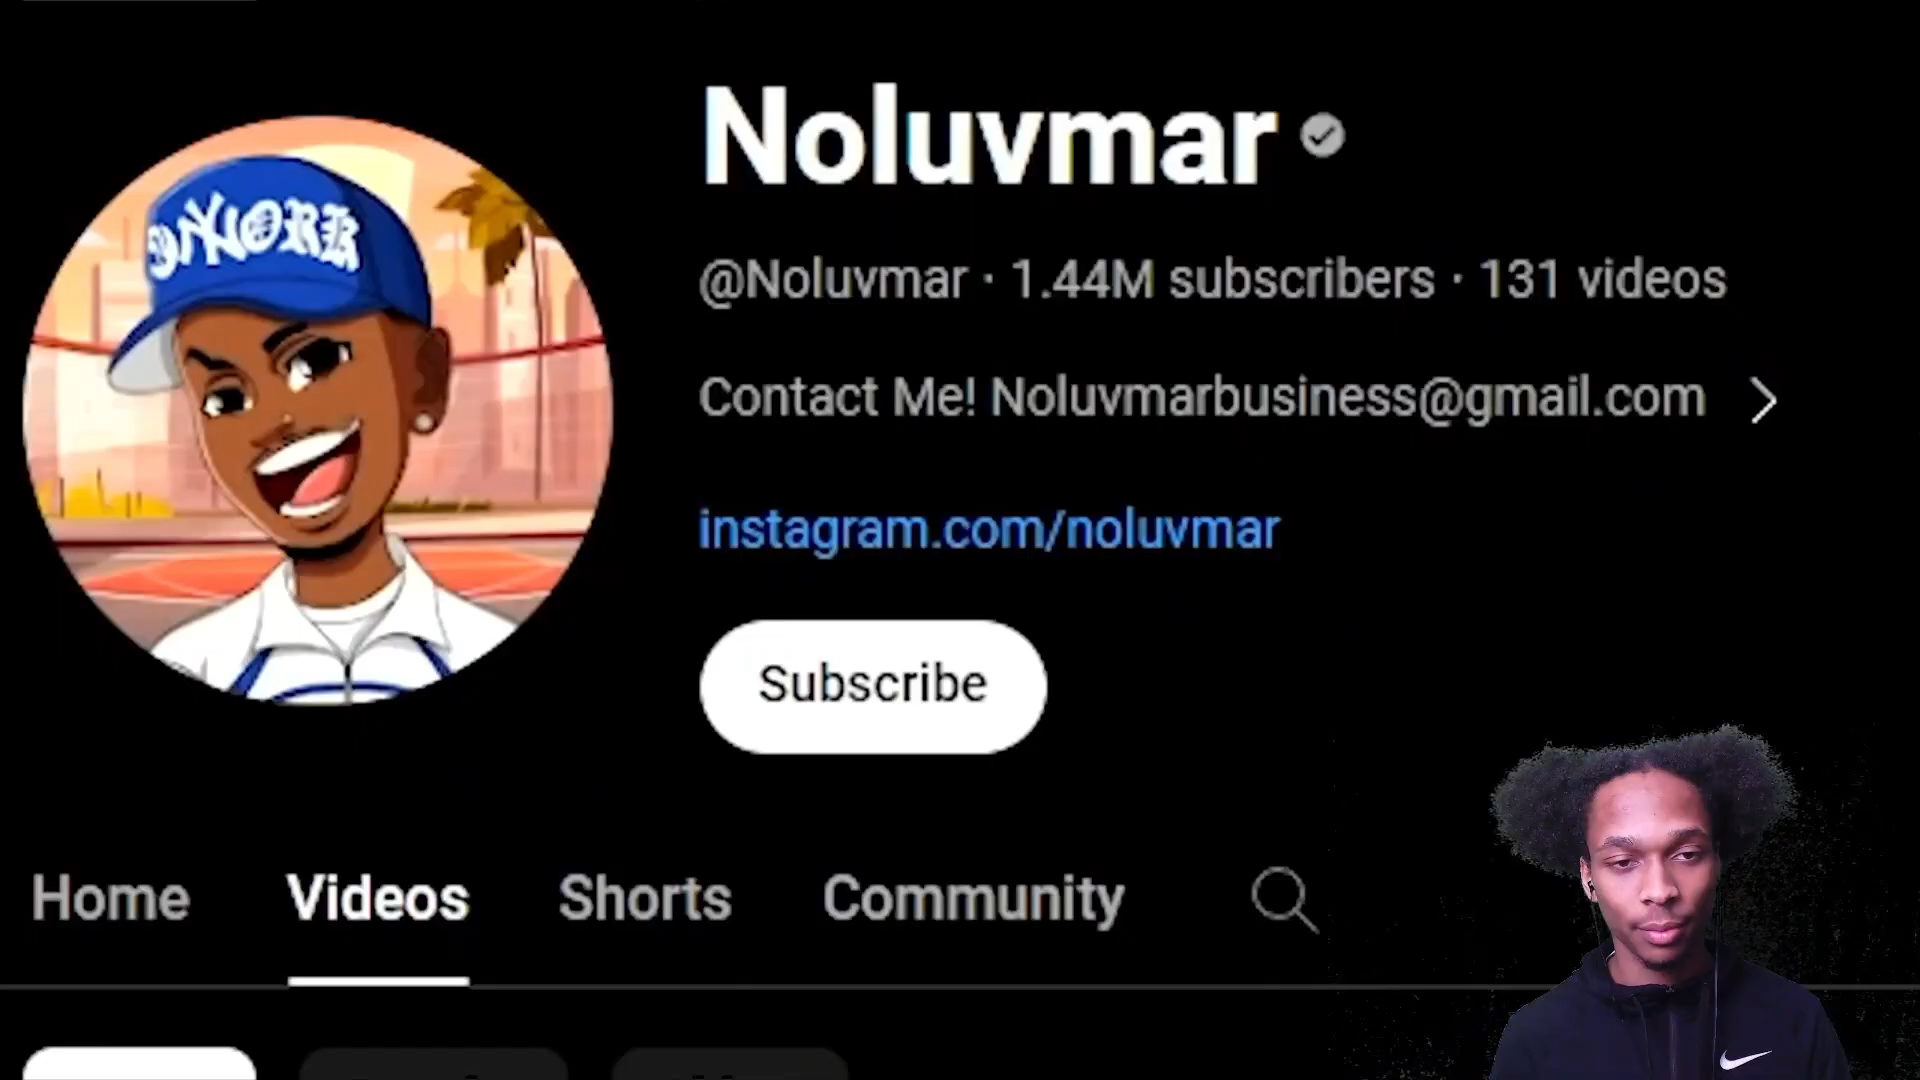 Noluvmar
@Noluvmar · 1.44M subscribers · 131 videos
Contact Me! Noluvmarbusiness@gmail.com
instagram.com/noluvmar
Subscribe
Home Videos Shorts Community